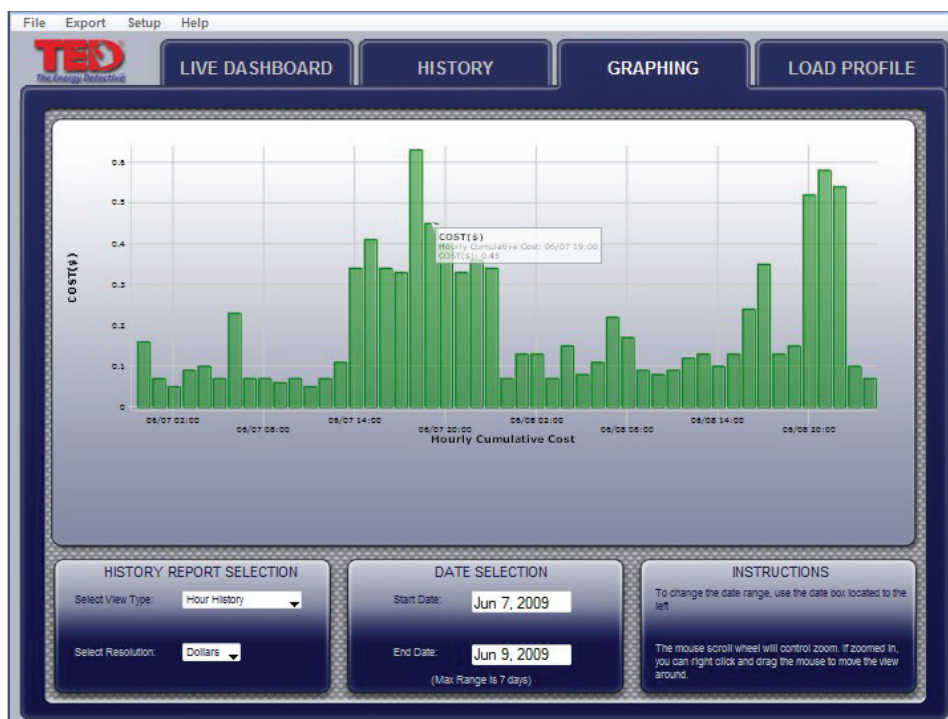 File Export Setup Help
TED
The Energy Detective
LIVE DASHBOARD HISTORY GRAPHING LOAD PROFILE
COST($)
0.6
0.5
0.4
0.3
0.2
0.1
0
COST($)
Hourly Cumulative Cost: 06/07 19:00
COST($): 0.45
06/07 02:00 06/07 08:00 06/07 14:00 06/07 20:00 06/08 02:00 06/08 08:00 06/08 14:00 06/08 20:00
Hourly Cumulative Cost
HISTORY REPORT SELECTION
Select View Type: Hour History
Select Resolution: Dollars
DATE SELECTION
Start Date: Jun 7, 2009
End Date: Jun 9, 2009
(Max Range is 7 days)
INSTRUCTIONS
To change the date range, use the date box located to the
left
The mouse scroll wheel will control zoom. If zoomed in,
you can right click and drag the mouse to move the view
around.